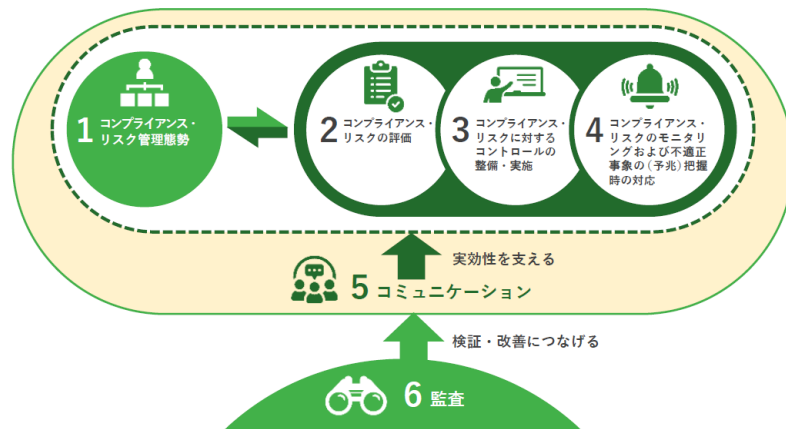 1 コンプライアンス・
リスク管理態勢
2 コンプライアンス・
リスクの評価
3 コンプライアンス・
リスクに対する
コントロールの
整備・実施
4 コンプライアンス・
リスクのモニタリ
ングおよび不適正
事象の(予兆)把握
時の対応
実効性を支える
5 コミュニケーション
検証・改善につなげる
6 監査